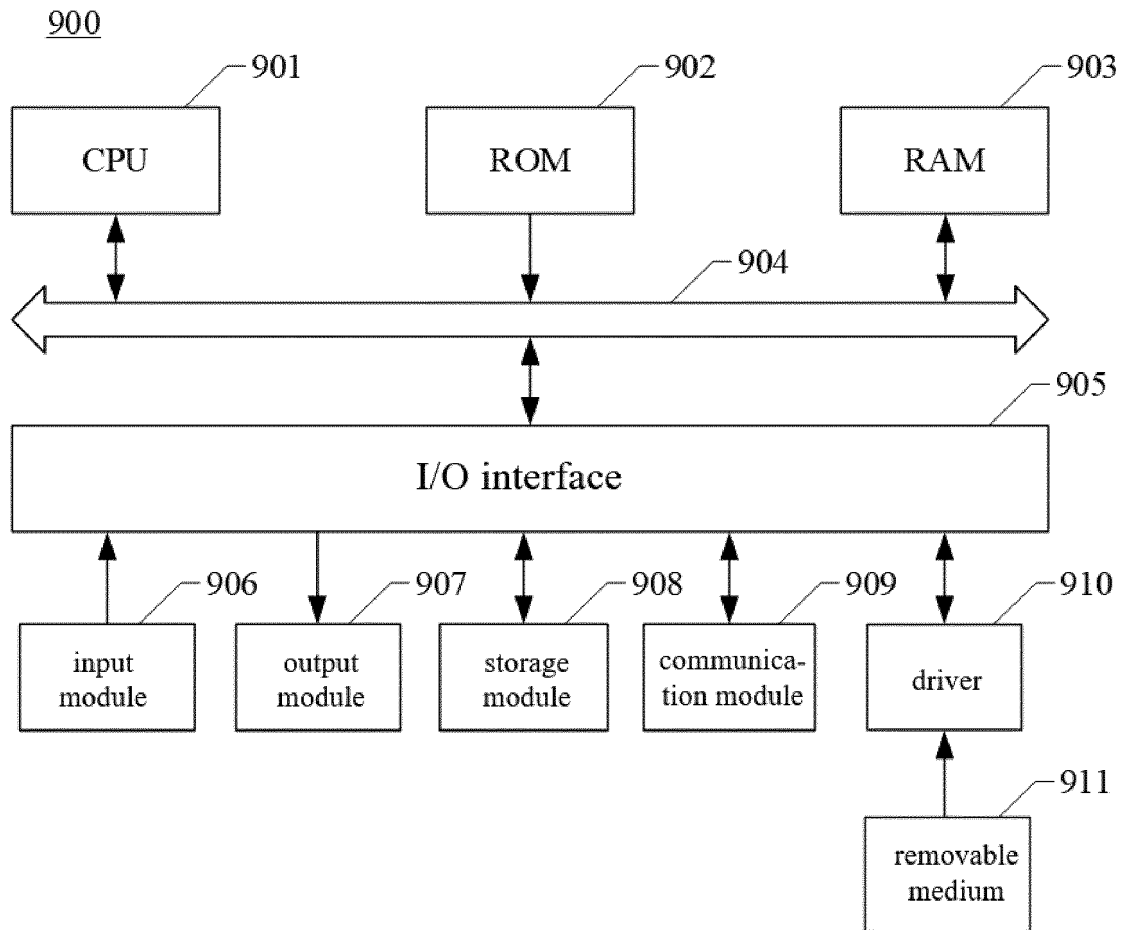 900
901
902
903
CPU
ROM
RAM
904
905
I/O interface
906
907
908
909
910
input
module
output
module
storage
module
communica-
tion module
driver
911
removable
medium